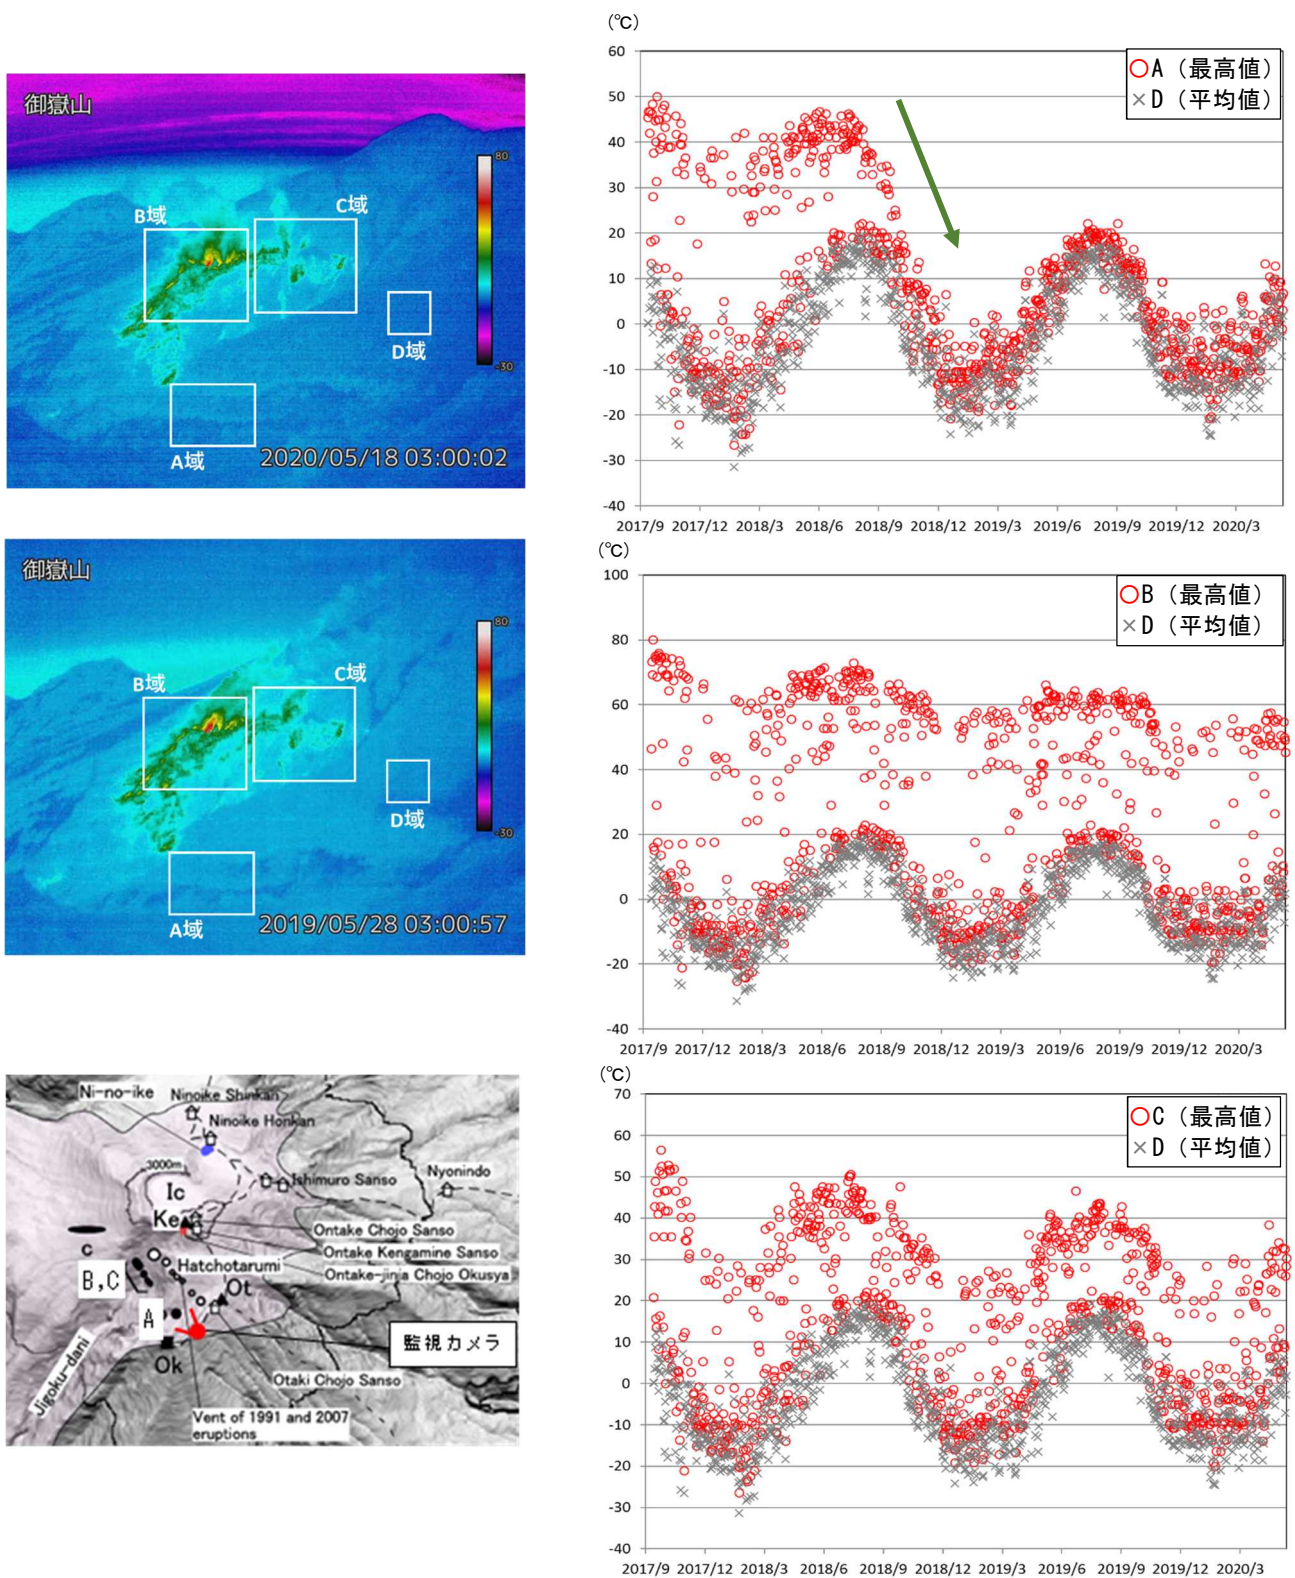 御嶽山
80
B域
C域
D域
-30
A域
2020/05/18 03:00:02
御嶽山
80
B域
C域
D域
-30
A域
2019/05/28 03:00:57
Ni-no-ike
Ninoike Shinkan
Ninoike Honkan
3000m
Ic
Ishimuro Sanso
Nyonindo
Ke
Ontake Chojo Sanso
Ontake Kengamine Sanso
Ontake-jinja Chojo Okusya
c
Hatchotarumi
B,C
Ot
A
監視カメラ
Ok
Jigoku-dani
Otaki Chojo Sanso
Vent of 1991 and 2007
eruptions
(℃)
60
50
40
30
20
10
0
-10
-20
-30
-40
A（最高値）
D（平均値）
2017/9 2017/12 2018/3 2018/6 2018/9 2018/12 2019/3 2019/6 2019/9 2019/12 2020/3
(℃)
100
80
60
40
20
0
-20
-40
B（最高値）
D（平均値）
2017/9 2017/12 2018/3 2018/6 2018/9 2018/12 2019/3 2019/6 2019/9 2019/12 2020/3
(℃)
70
60
50
40
30
20
10
0
-10
-20
-30
-40
C（最高値）
D（平均値）
2017/9 2017/12 2018/3 2018/6 2018/9 2018/12 2019/3 2019/6 2019/9 2019/12 2020/3